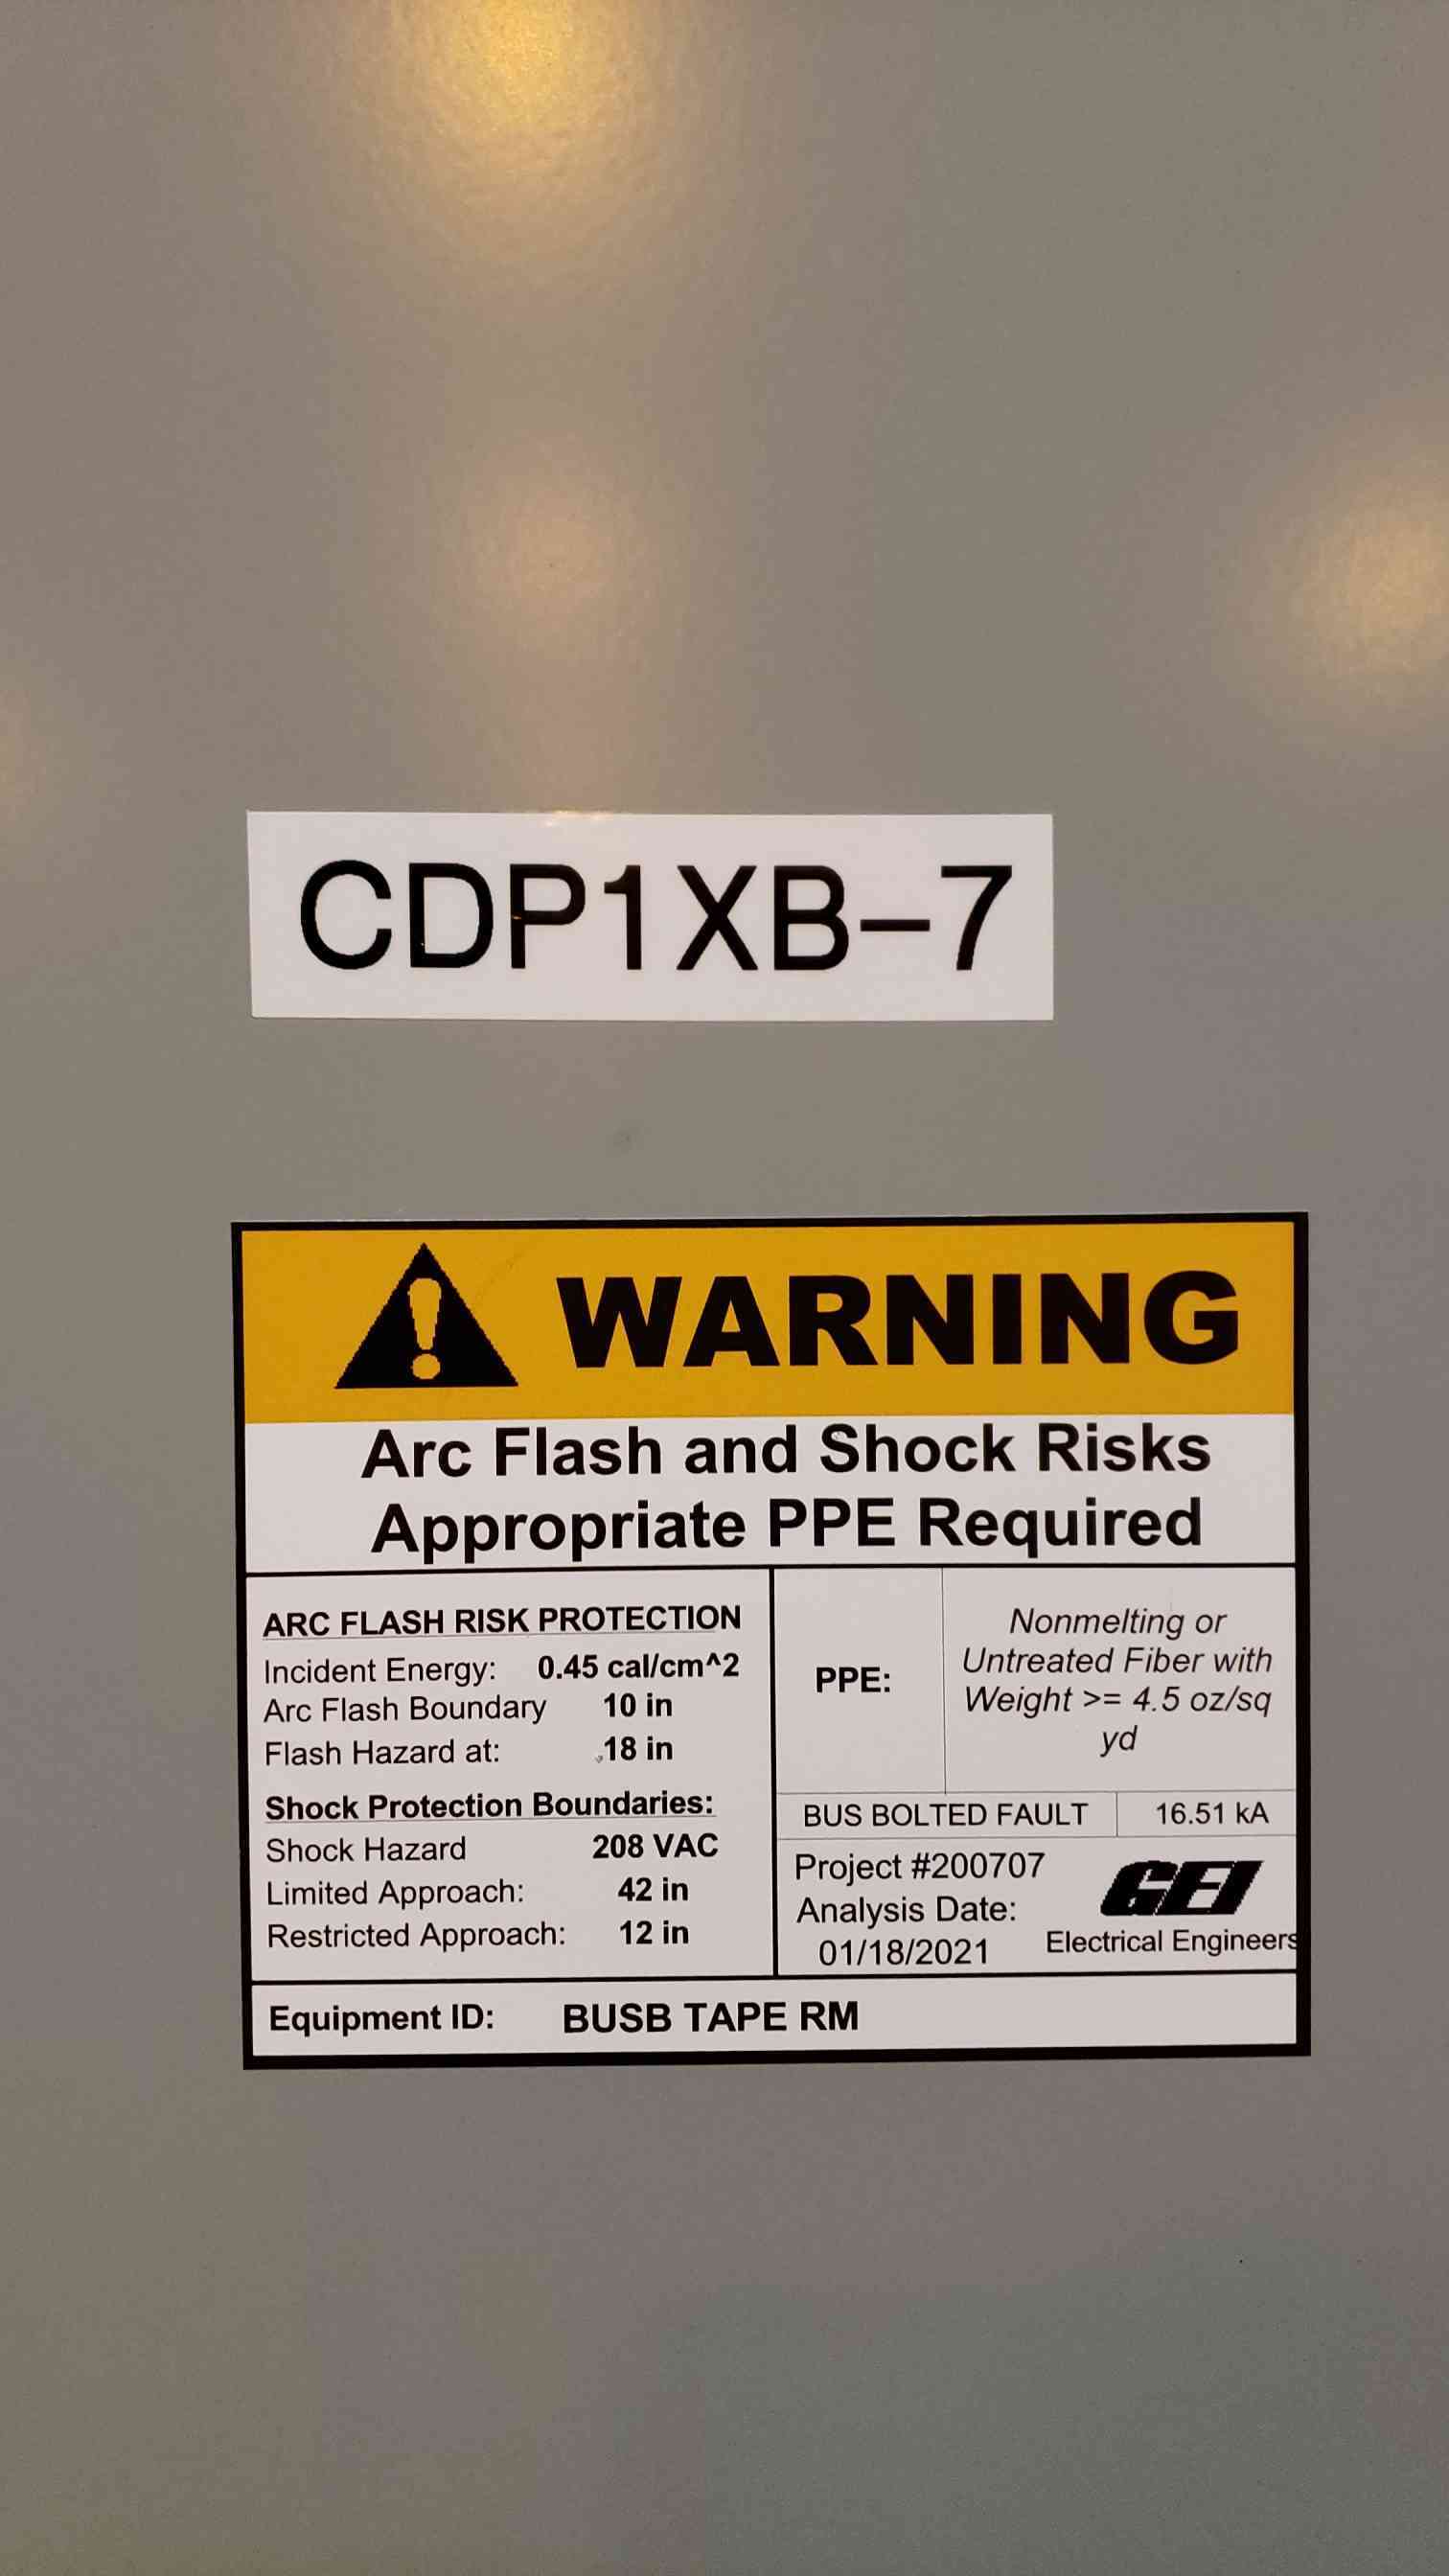 CDP1XB-7
WARNING
Arc Flash and Shock Risks
Appropriate PPE Required
ARC FLASH RISK PROTECTION
Incident Energy: 0.45 cal/cm^2
Arc Flash Boundary 10 in
Flash Hazard at: 18 in
Shock Protection Boundaries:
Shock Hazard 208 VAC
Limited Approach: 42 in
Restricted Approach: 12 in
PPE:
Nonmelting or
Untreated Fiber with
Weight >= 4.5 oz/sq
yd
BUS BOLTED FAULT 16.51 kA
Project #200707
Analysis Date:
01/18/2021
GEI
Electrical Engineers
Equipment ID: BUSB TAPE RM